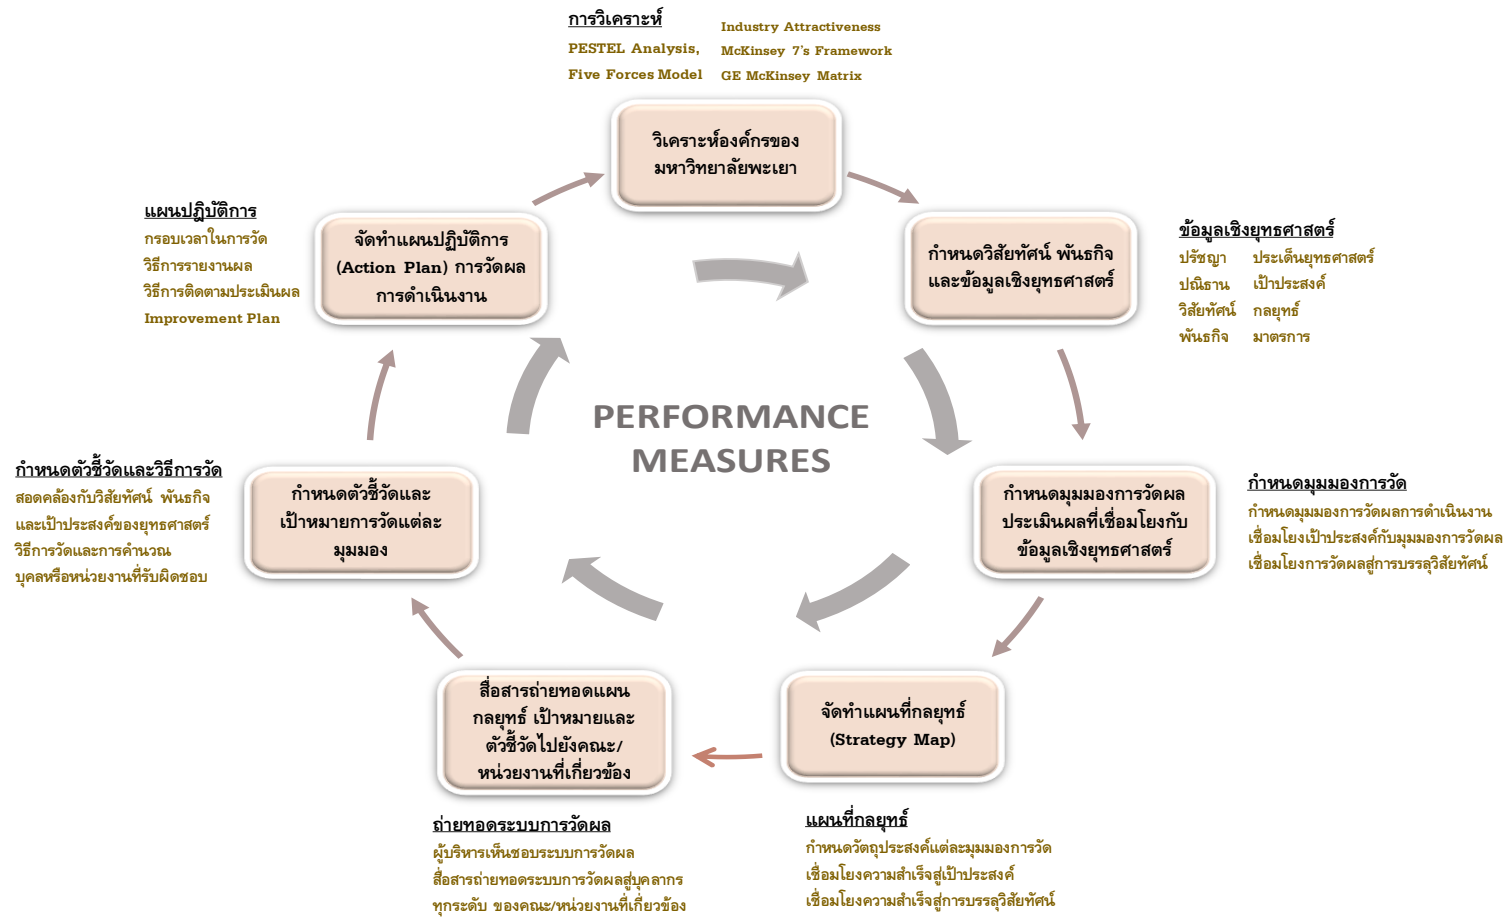 การวิเคราะห์
PESTEL Analysis,
Five Forces Model
Industry Attractiveness
McKinsey 7's Framework
GE McKinsey Matrix
วิเคราะห์องค์กรของ
มหาวิทยาลัยพะเยา
กำหนดวิสัยทัศน์ พันธกิจ
และข้อมูลเชิงยุทธศาสตร์
ข้อมูลเชิงยุทธศาสตร์
ปรัชญา ประเด็นยุทธศาสตร์
ปณิธาน เป้าประสงค์
วิสัยทัศน์ กลยุทธ์
พันธกิจ มาตรการ
กำหนดมุมมองการวัดผล
ประเมินผลที่เชื่อมโยงกับ
ข้อมูลเชิงยุทธศาสตร์
กำหนดมุมมองการวัด
กำหนดมุมมองการวัดผลการดำเนินงาน
เชื่อมโยงเป้าประสงค์กับมุมมองการวัดผล
เชื่อมโยงการวัดผลสู่การบรรลุวิสัยทัศน์
จัดทำแผนที่กลยุทธ์
(Strategy Map)
แผนที่กลยุทธ์
กำหนดวัตถุประสงค์แต่ละมุมมองการวัด
เชื่อมโยงความสำเร็จสู่เป้าประสงค์
เชื่อมโยงความสำเร็จสู่การบรรลุวิสัยทัศน์
สื่อสารถ่ายทอดแผน
กลยุทธ์ เป้าหมายและ
ตัวชี้วัดไปยังคณะ/
หน่วยงานที่เกี่ยวข้อง
ถ่ายทอดระบบการวัดผล
ผู้บริหารเห็นชอบระบบการวัดผล
สื่อสารถ่ายทอดระบบการวัดผลสู่บุคลากร
ทุกระดับ ของคณะ/หน่วยงานที่เกี่ยวข้อง
กำหนดตัวชี้วัดและ
เป้าหมายการวัดแต่ละ
มุมมอง
กำหนดตัวชี้วัดและวิธีการวัด
สอดคล้องกับวิสัยทัศน์ พันธกิจ
และเป้าประสงค์ของยุทธศาสตร์
วิธีการวัดและการคำนวณ
บุคลหรือหน่วยงานที่รับผิดชอบ
จัดทำแผนปฏิบัติการ
(Action Plan) การวัดผล
การดำเนินงาน
แผนปฏิบัติการ
กรอบเวลาในการวัด
วิธีการรายงานผล
วิธีการติดตามประเมินผล
Improvement Plan
PERFORMANCE
MEASURES